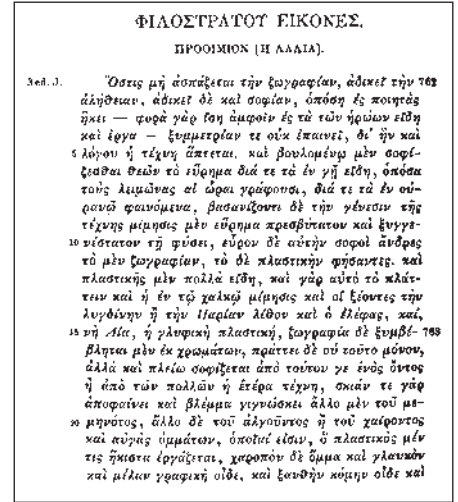 ΦΙΛΟΣΤΡΑΤΟΥ ΕΙΚΟΝΕΣ.
ΠΡΟΟΙΜΙΟΝ (Η ΛΑΛΙΑ).
Jed. J. Ὅστις μὴ ἀσπάζεται τὴν ζωγραφίαν, ἀδικεῖ τὴν 762
ἀλήθειαν, ἀδικεῖ δὲ καὶ σοφίαν, ὁπόση ἐς ποιητὰς
ἥκει — φορὰ γὰρ ἴση ἀμφοῖν ἐς τὰ τῶν ἡρώων εἴδη
καὶ ἔργα — ξυμμετρίαν τε οὐκ ἐπαινεῖ, δι' ἣν καὶ
5 λόγου ἡ τέχνη ἅπτεται. καὶ βουλομένῳ μὲν σοφί-
ζεσθαι θεῶν τὸ εὕρημα διά τε τὰ ἐν γῇ εἴδη, ὁπόσα
τοὺς λειμῶνας αἱ ὧραι γράφουσι, διά τε τὰ ἐν οὐ-
ρανῷ φαινόμενα, βασανίζοντι δὲ τὴν γένεσιν τῆς
τέχνης μίμησις μὲν εὕρημα πρεσβύτατον καὶ ξυγγε-
10 νέστατον τῇ φύσει, εὗρον δὲ αὐτὴν σοφοὶ ἄνδρες
τὸ μὲν ζωγραφίαν, τὸ δὲ πλαστικὴν φήσαντες. καὶ
πλαστικῆς μὲν πολλὰ εἴδη, καὶ γὰρ αὐτὸ τὸ πλάτ-
τειν καὶ ἡ ἐν τῷ χαλκῷ μίμησις καὶ οἱ ξέοντες τὴν
λυγδίνην ἢ τὴν Παρίαν λίθον καὶ ὁ ἐλέφας, καί,
15 νὴ Δία, ἡ γλυφικὴ πλαστική, ζωγραφία δὲ ξυμβέ- 763
βληται μὲν ἐκ χρωμάτων, πράττει δὲ οὐ τοῦτο μόνον,
ἀλλὰ καὶ πλείω σοφίζεται ἀπὸ τούτου γε ἑνὸς ὄντος
ἢ ἀπὸ τῶν πολλῶν ἡ ἑτέρα τέχνη, σκιάν τε γὰρ
ἀποφαίνει καὶ βλέμμα γιγνώσκει ἄλλο μὲν τοῦ με-
20 μηνότος, ἄλλο δὲ τοῦ ἀλγοῦντος ἢ τοῦ χαίροντος
καὶ αὐγὰς ὀμμάτων, ὁποῖαί εἰσιν, ὁ πλαστικὸς μέν
τις ἥκιστα ἐργάζεται, χαροπὸν δὲ ὄμμα καὶ γλαυκὸν
καὶ μέλαν γραφικὴ οἶδε, καὶ ξανθὴν κόμην οἶδε καὶ